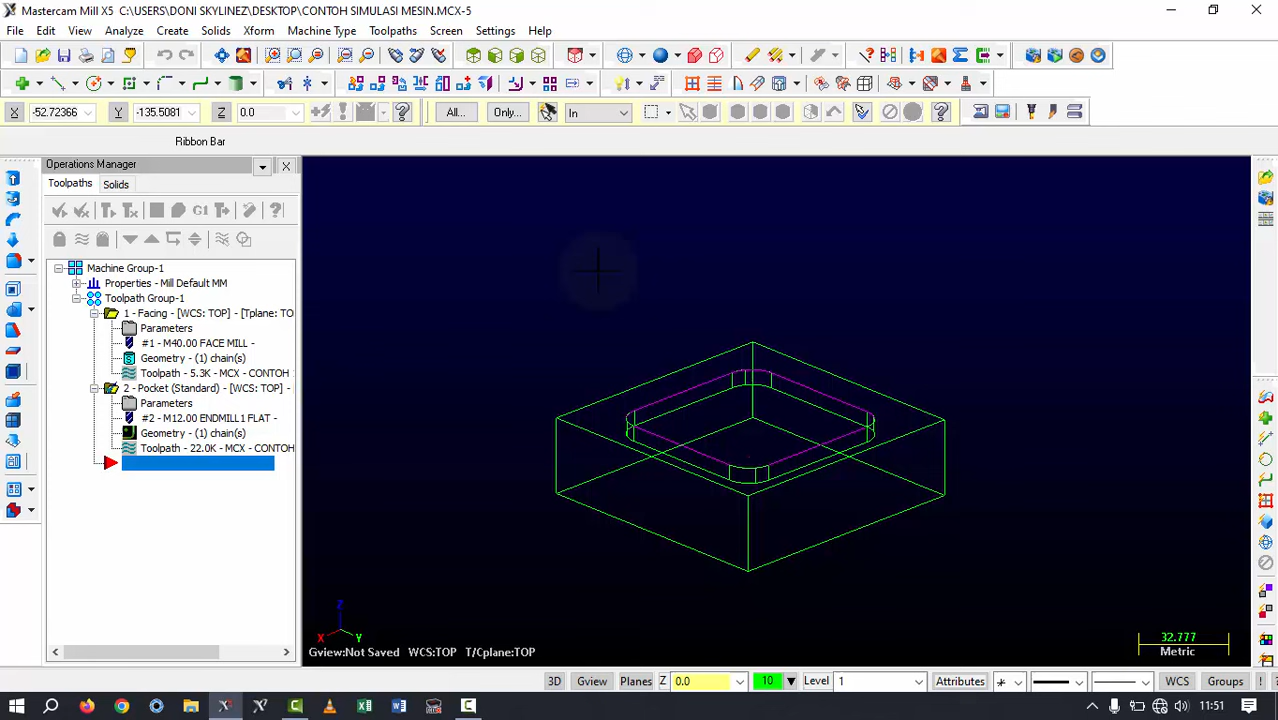 Mastercam Mill X5 C:\USERS\DONI SKYLINEZ\DESKTOP\CONTOH SIMULASI MESIN.MCX-5
File Edit View Analyze Create Solids Xform Machine Type Toolpaths Screen Settings Help
X -52.72366 Y -135.5081 Z 0.0 All... Only... In
Ribbon Bar
Operations Manager
Toolpaths Solids
G1
Machine Group-1
Properties - Mill Default MM
Toolpath Group-1
1 - Facing - [WCS: TOP] - [Tplane: TO
Parameters
#1 - M40.00 FACE MILL -
Geometry - (1) chain(s)
Toolpath - 5.3K - MCX - CONTOH
2 - Pocket (Standard) - [WCS: TOP] -
Parameters
#2 - M12.00 ENDMILL1 FLAT -
Geometry - (1) chain(s)
Toolpath - 22.0K - MCX - CONTOH
Z
X Y
Gview:Not Saved WCS:TOP T/Cplane:TOP
32.777
Metric
3D Gview Planes Z 0.0 10 Level 1 Attributes WCS Groups ?
11:51